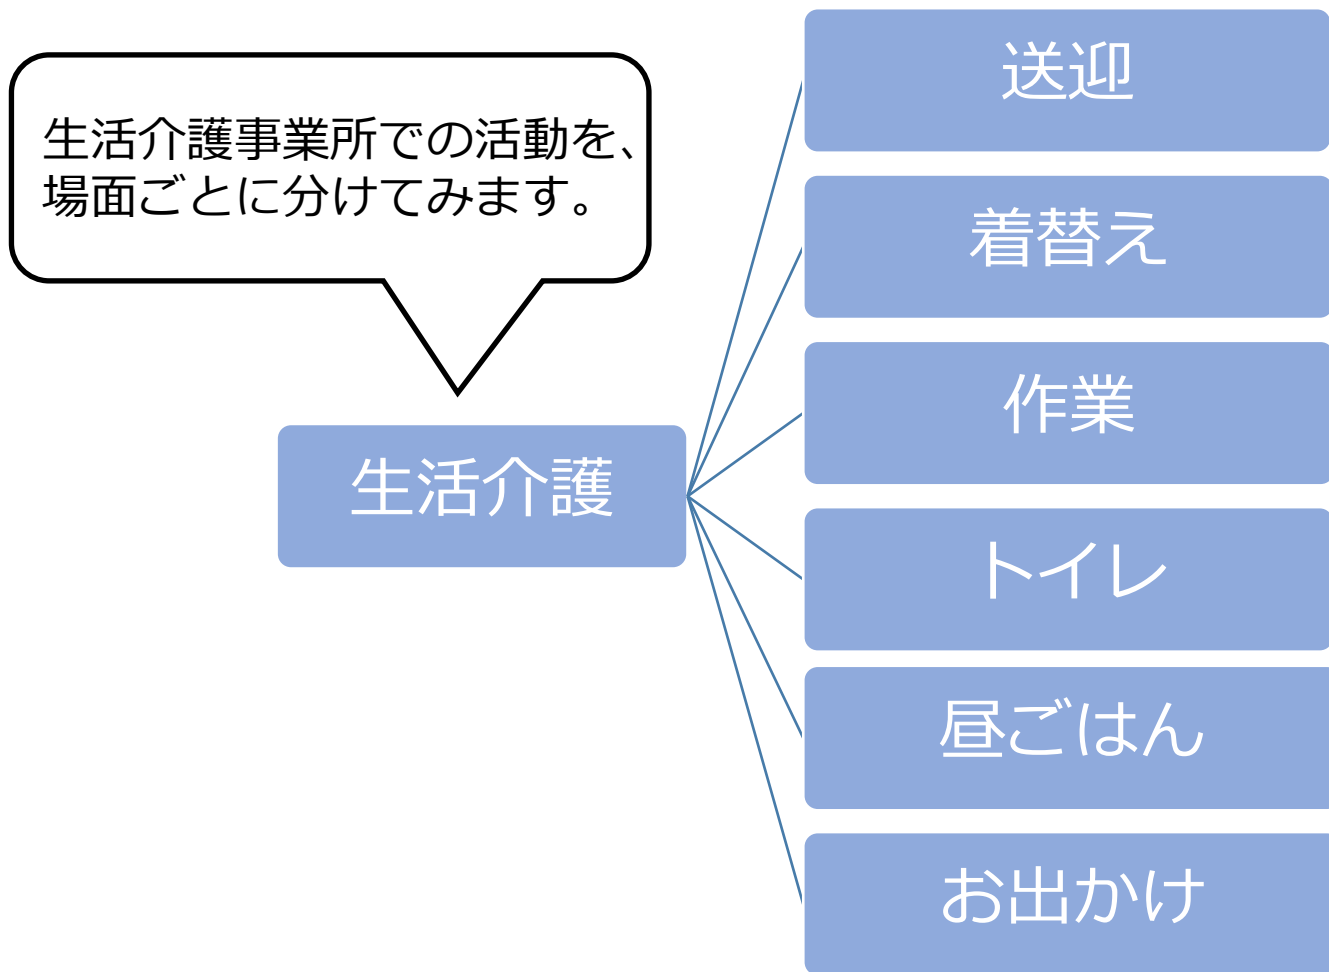 生活介護事業所での活動を、
場面ごとに分けてみます。
生活介護
送迎
着替え
作業
トイレ
昼ごはん
お出かけ